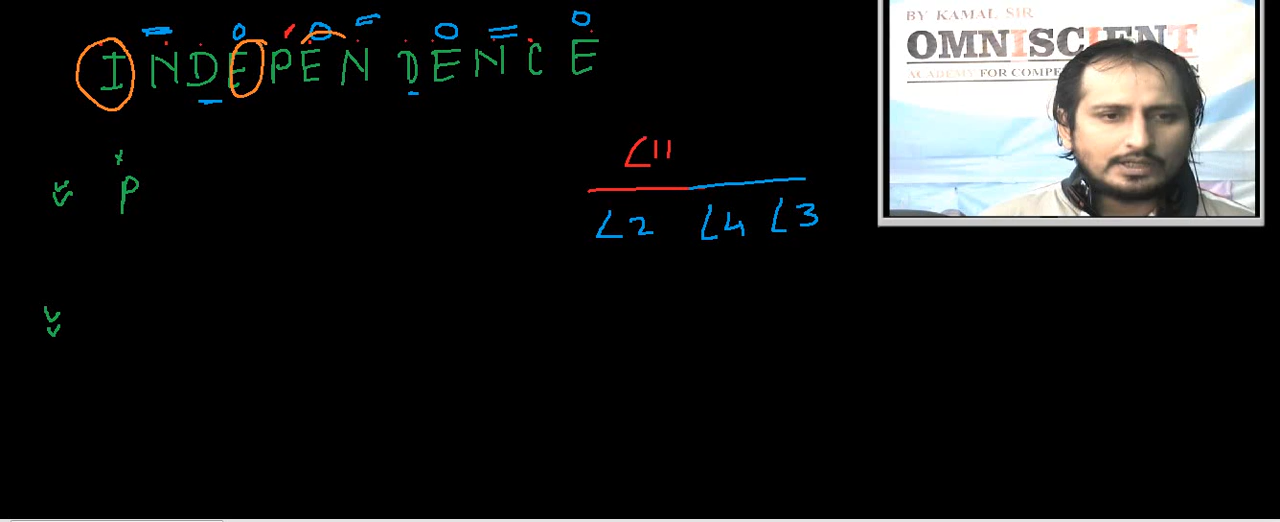 BY KAMAL SIR
OMNISCIENT
ACADEMY FOR COMPE
INDEPENDENCE
∠11
P
∠2 ∠4 ∠3